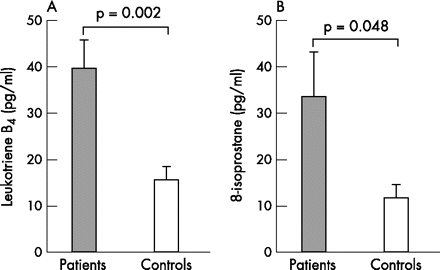 A
p = 0.002
Leukotriene B4 (pg/ml)
50
40
30
20
10
0
Patients
Controls
B
p = 0.048
8-isoprostane (pg/ml)
50
40
30
20
10
0
Patients
Controls